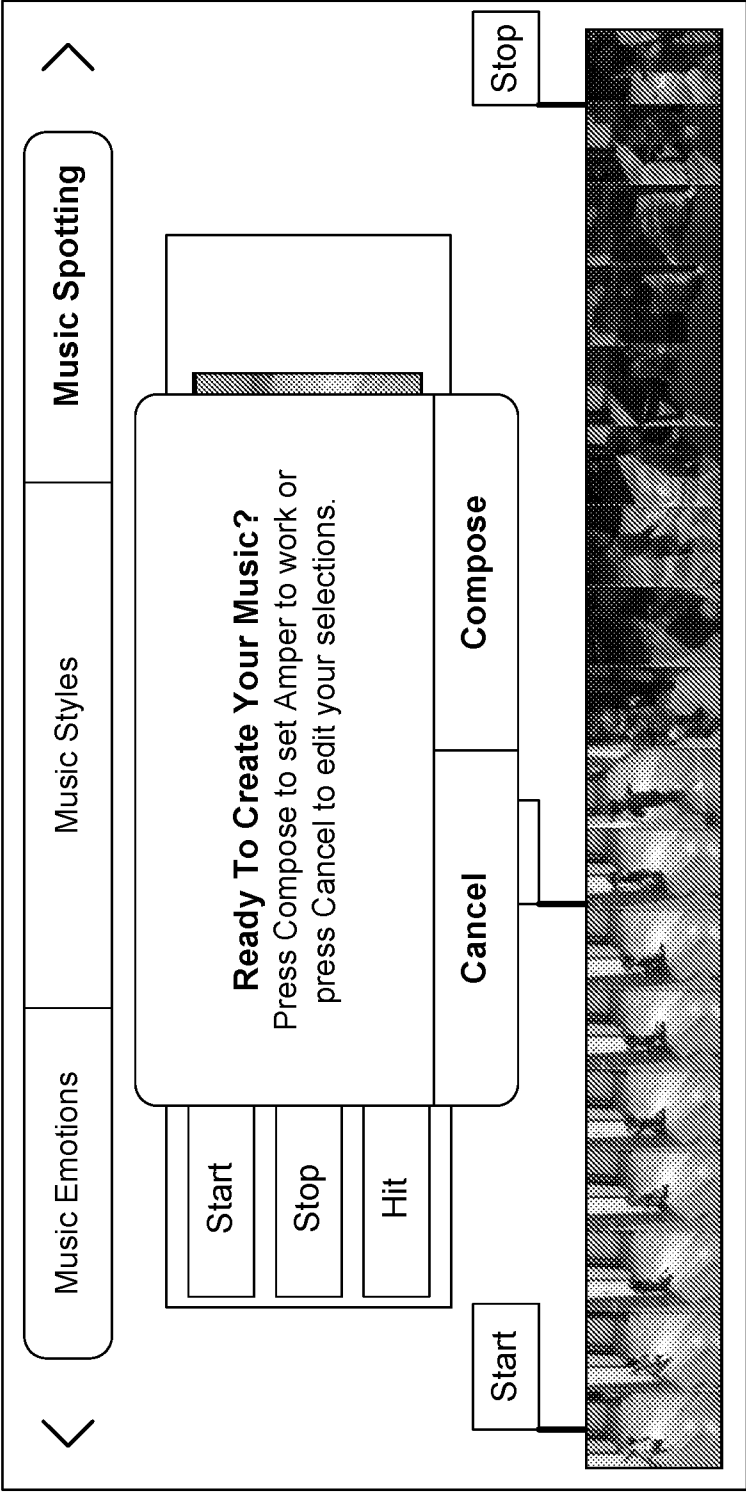 Music Emotions
Music Styles
Music Spotting
Start
Stop
Hit
Ready To Create Your Music?
Press Compose to set Amper to work or
press Cancel to edit your selections.
Cancel
Compose
Start
Stop